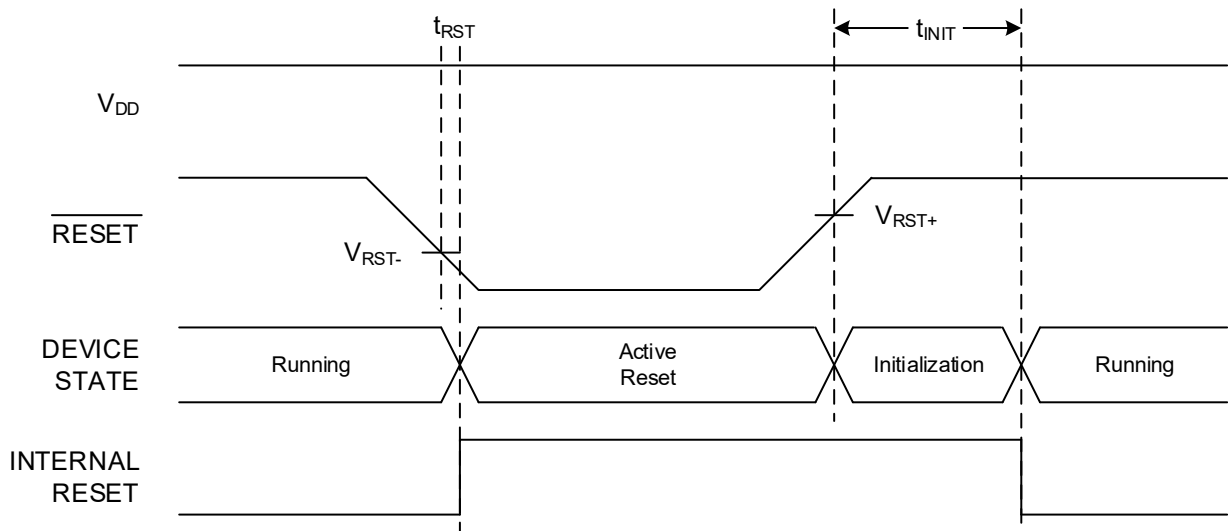 tRST
tINIT
VDD
RESET
VRST+
VRST-
DEVICE
STATE
Running
Active
Reset
Initialization
Running
INTERNAL
RESET